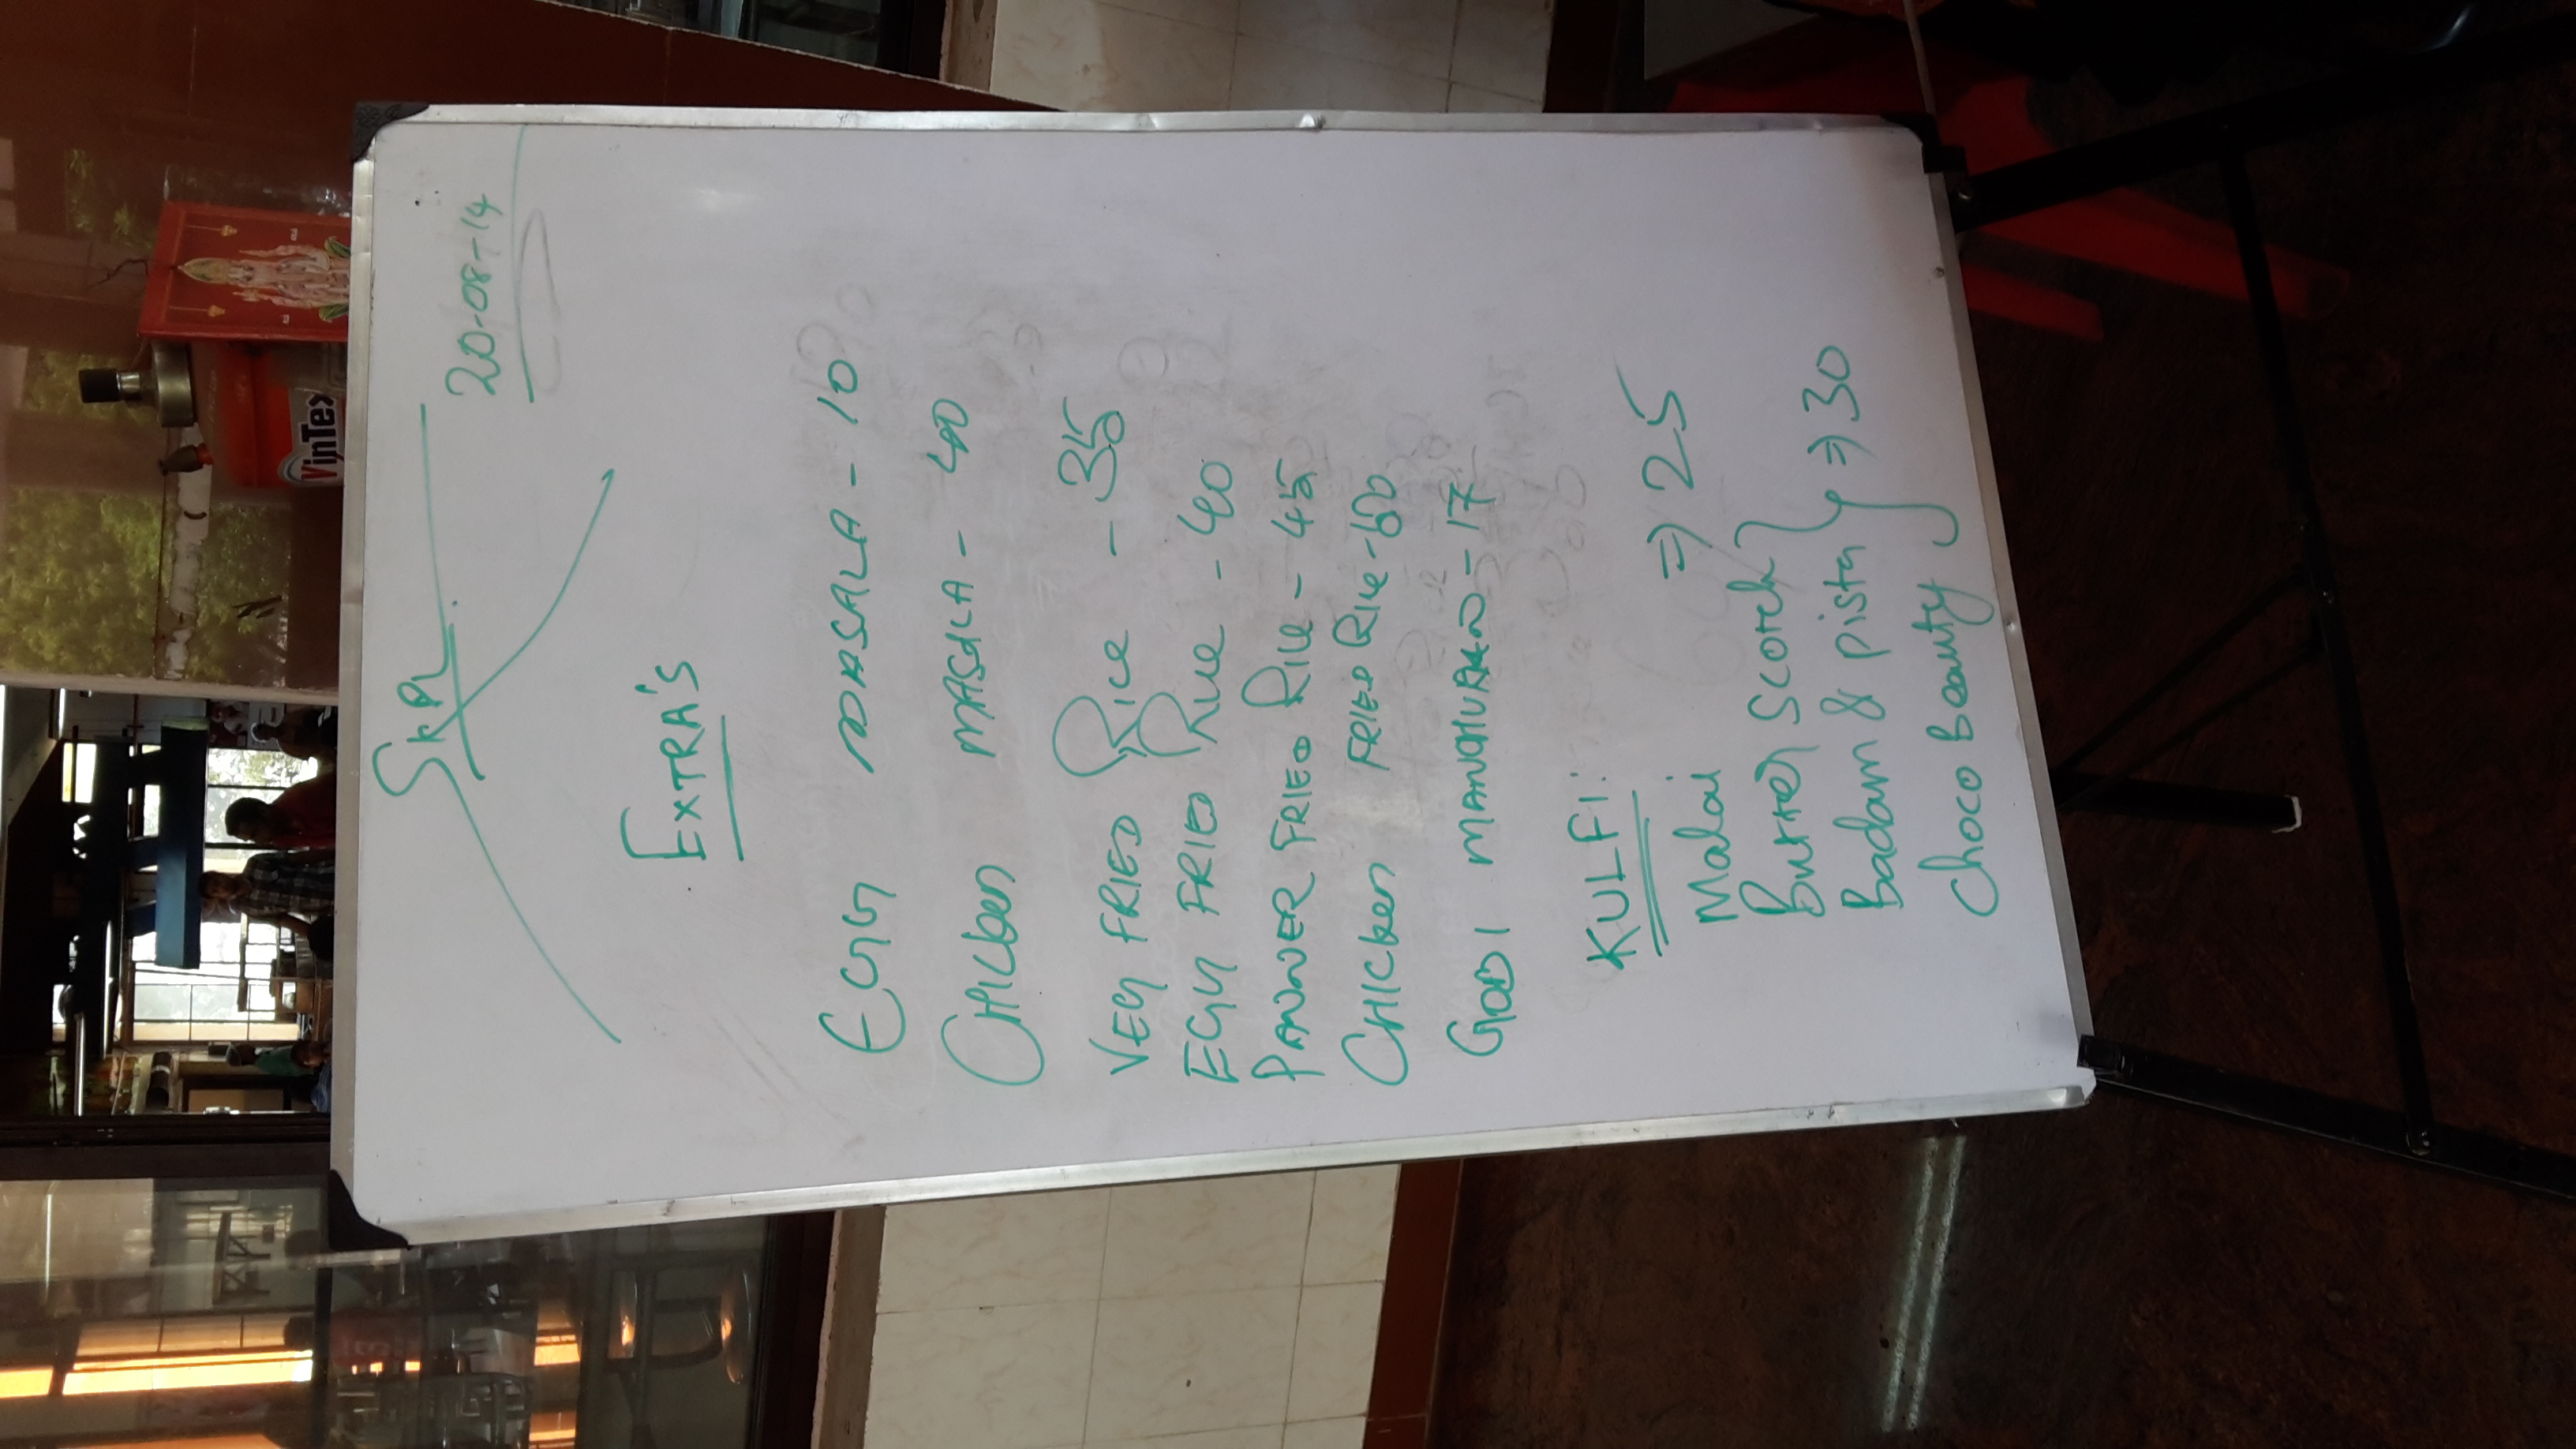 VinTex
SKPL
20-08-14
EXTRA'S
EGG MASALA - 10
CHICken MASALA - 40
VEG FRIED Rice - 35
EGG FRIED Rice - 40
PANNER FRIED Rice - 45
CHICken FRIED Rice -
GOBI MANCHURIAN - 17
KULFI:
Malai => 25
Butter Scotch
Badam & pista => 30
Choco Beauty